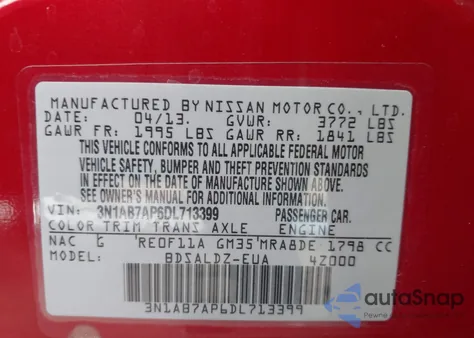 MANUFACTURED BY NISSAN MOTOR CO., LTD.
DATE: 04/13. GVWR: 3772 LBS
GAWR FR: 1995 LBS GAWR RR: 1841 LBS
THIS VEHICLE CONFORMS TO ALL APPLICABLE FEDERAL MOTOR
VEHICLE SAFETY, BUMPER AND THEFT PREVENTION STANDARDS
IN EFFECT ON THE DATE OF MANUFACTURE SHOWN ABOVE.
SEE OWNER'S MANUAL FOR ADDITIONAL INFORMATION.
VIN: 3N1AB7AP6DL713399 PASSENGER CAR.
COLOR TRIM TRANS AXLE ENGINE
NAC G RE0F11A GM35 MRA8DE 1798 CC
MODEL: BDSALDZ-EUA 42000
3N1AB7AP6DL713399
autoSnap